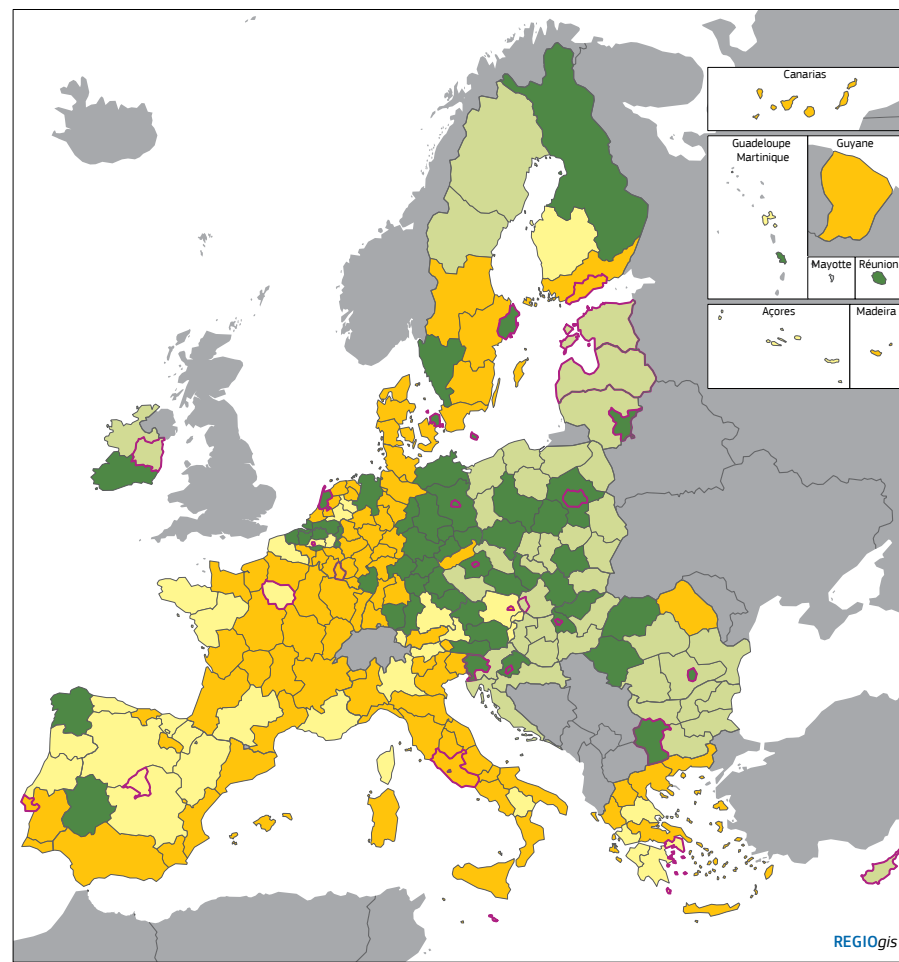 Canarias
Guadeloupe
Martinique
Guyane
Mayotte
Réunion
Açores
Madeira
REGIOgis